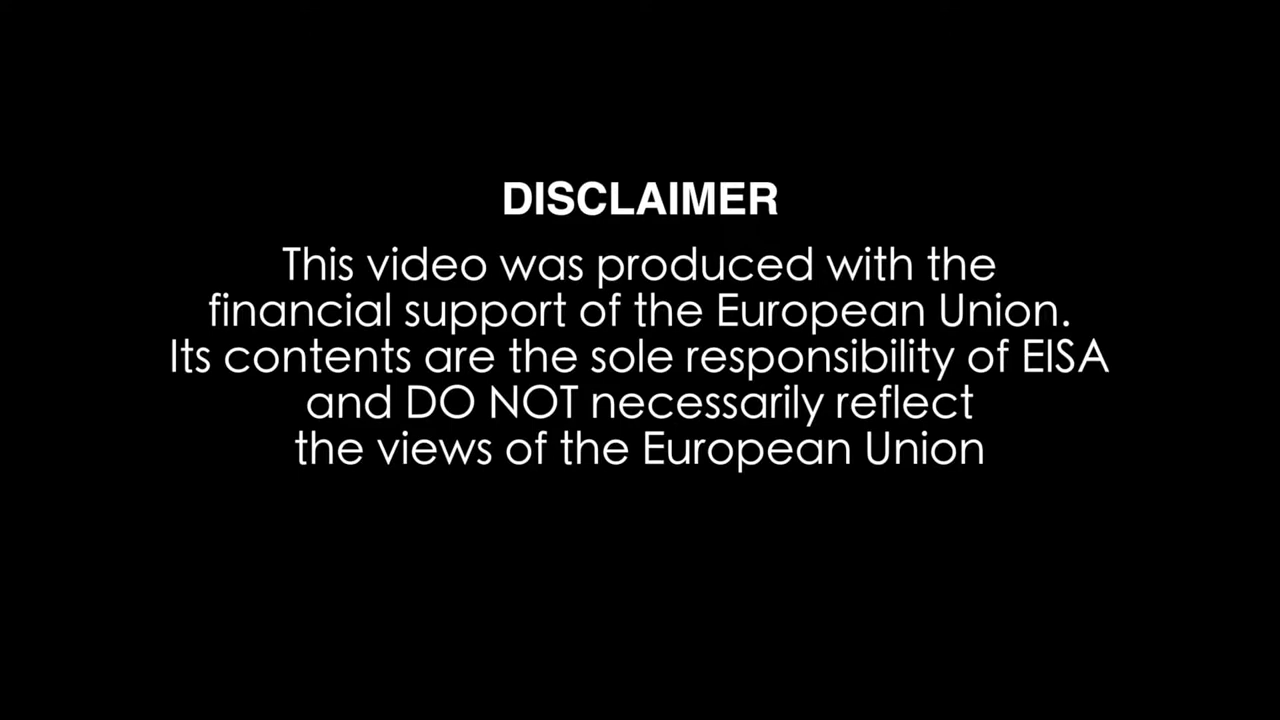 DISCLAIMER
This video was produced with the
financial support of the European Union.
Its contents are the sole responsibility of EISA
and DO NOT necessarily reflect
the views of the European Union